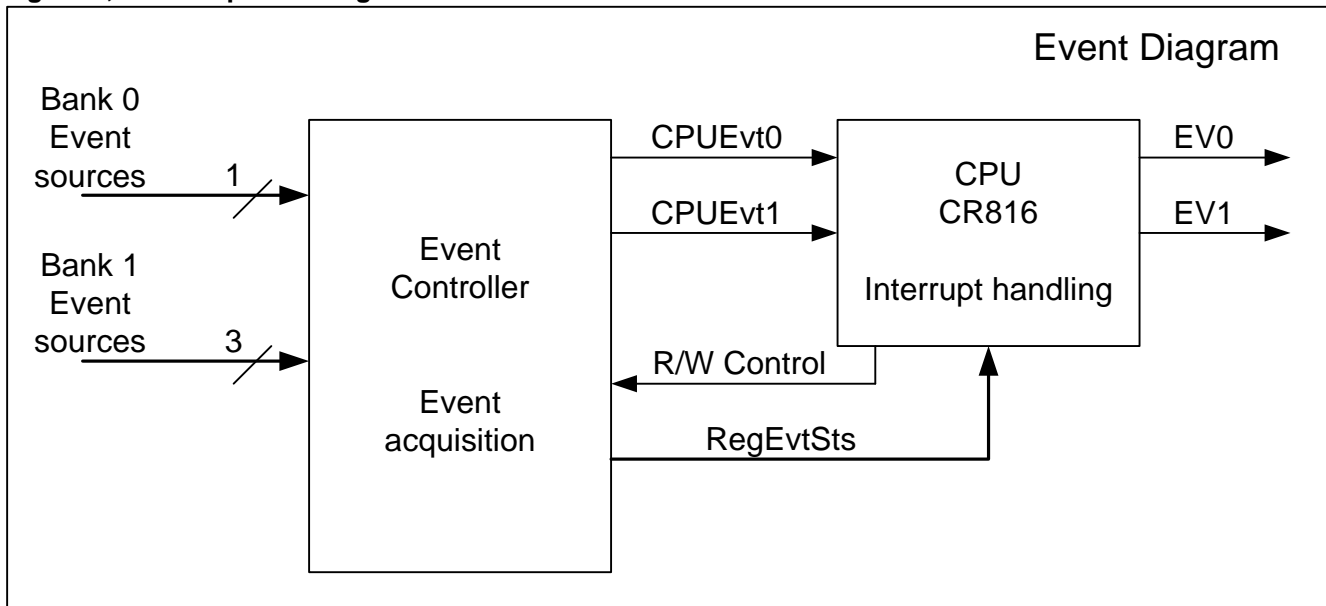 Event Diagram
Bank 0
Event
sources
1
Bank 1
Event
sources
3
Event
Controller
Event
acquisition
CPUEvt0
CPUEvt1
R/W Control
RegEvtSts
CPU
CR816
Interrupt handling
EV0
EV1